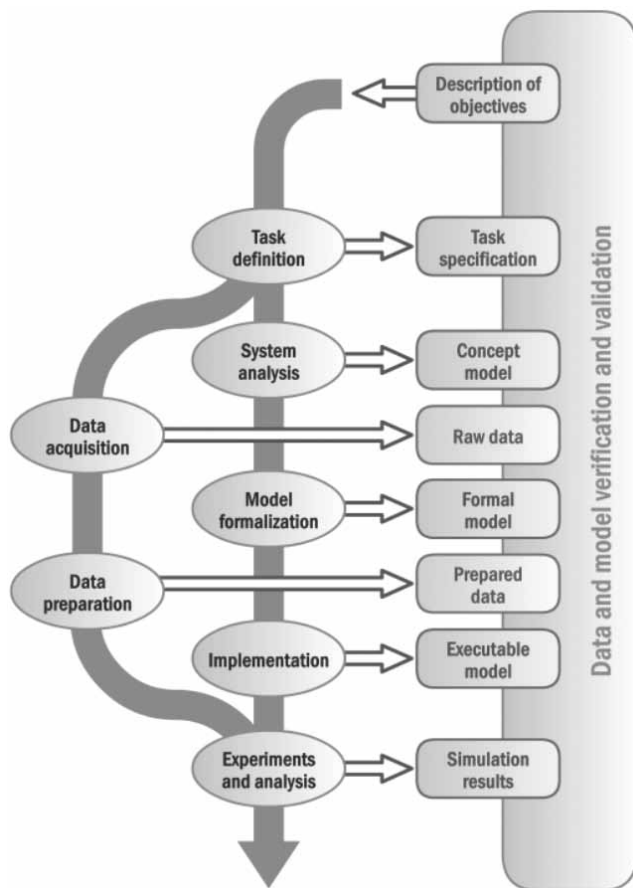 Description of
objectives
Task
definition
Task
specification
System
analysis
Concept
model
Data
acquisition
Raw data
Model
formalization
Formal
model
Data
preparation
Prepared
data
Implementation
Executable
model
Experiments
and analysis
Simulation
results
Data and model verification and validation